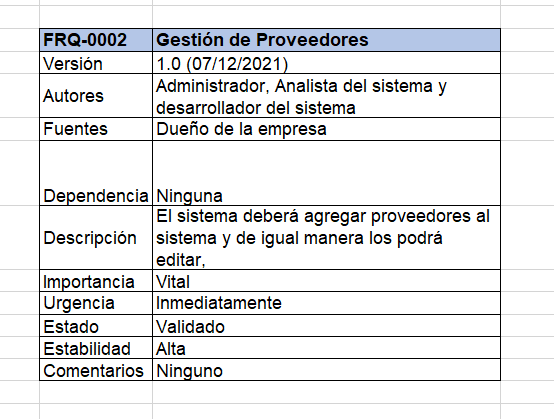 FRQ-0002 Gestión de Proveedores
Versión 1.0 (07/12/2021)
Autores Administrador, Analista del sistema y
desarrollador del sistema
Fuentes Dueño de la empresa
Dependencia Ninguna
Descripción El sistema deberá agregar proveedores al
sistema y de igual manera los podrá
editar,
Importancia Vital
Urgencia Inmediatamente
Estado Validado
Estabilidad Alta
Comentarios Ninguno